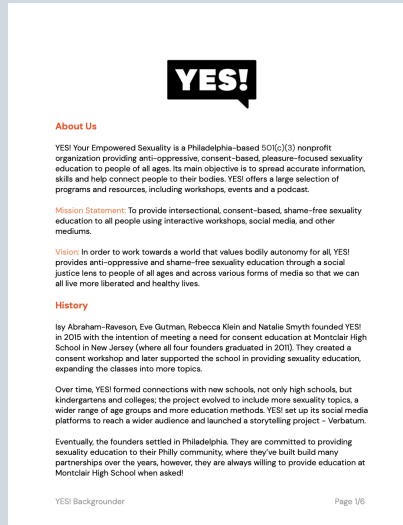 YES!
About Us
YES! Your Empowered Sexuality is a Philadelphia-based 501(c)(3) nonprofit
organization providing anti-oppressive, consent-based, pleasure-focused sexuality
education to people of all ages. Its main objective is to spread accurate information,
skills and help connect people to their bodies. YES! offers a large selection of
programs and resources, including workshops, events and a podcast.
Mission Statement: To provide intersectional, consent-based, shame-free sexuality
education to all people using interactive workshops, social media, and other
mediums.
Vision: In order to work towards a world that values bodily autonomy for all, YES!
provides anti-oppressive and shame-free sexuality education through a social
justice lens to people of all ages and across various forms of media so that we can
all live more liberated and healthy lives.
History
Isy Abraham-Raveson, Eve Gutman, Rebecca Klein and Natalie Smyth founded YES!
in 2015 with the intention of meeting a need for consent education at Montclair High
School in New Jersey (where all four founders graduated in 2011). They created a
consent workshop and later supported the school in providing sexuality education,
expanding the classes into more topics.
Over time, YES! formed connections with new schools, not only high schools, but
kindergartens and colleges; the project evolved to include more sexuality topics, a
wider range of age groups and more education methods. YES! set up its social media
platforms to reach a wider audience and launched a storytelling project - Verbatum.
Eventually, the founders settled in Philadelphia. They are committed to providing
sexuality education to their Philly community, where they've built build many
partnerships over the years, however, they are always willing to provide education at
Montclair High School when asked!
YES! Backgrounder
Page 1/6